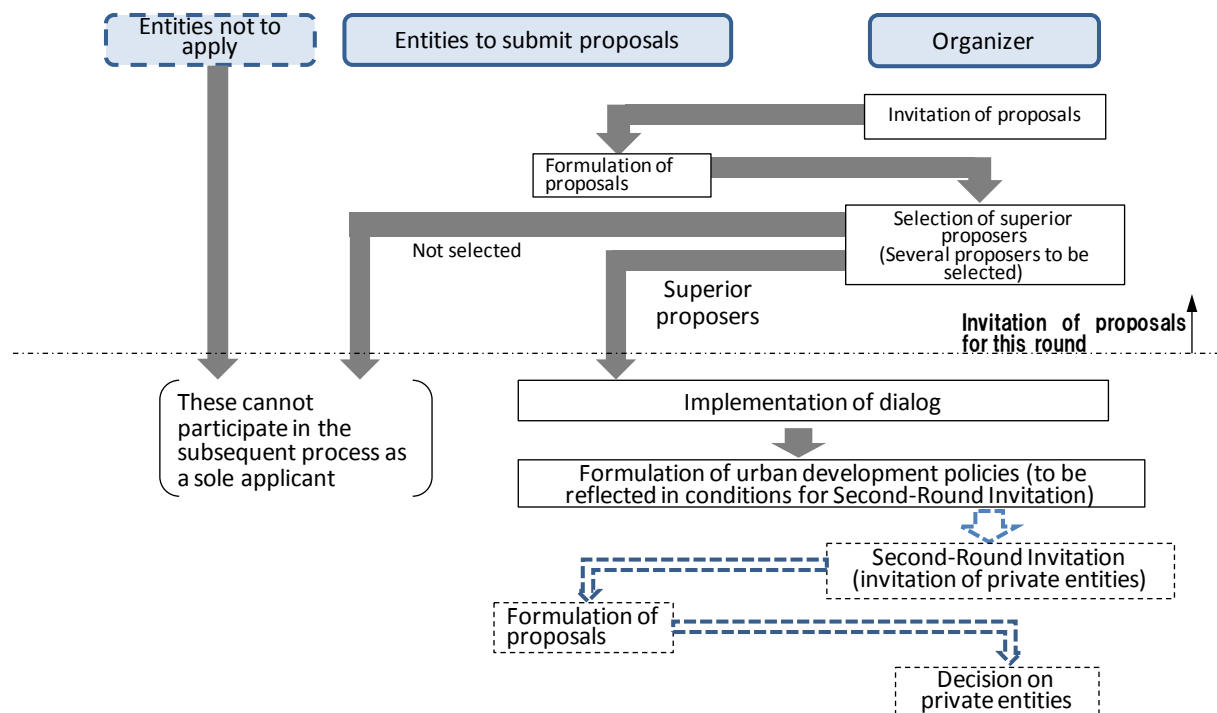 Entities not to
apply
Entities to submit proposals
Organizer
Invitation of proposals
Formulation of
proposals
Selection of superior
proposers
(Several proposers to be
selected)
Not selected
Superior
proposers
Invitation of proposals
for this round
These cannot
participate in the
subsequent process as
a sole applicant
Implementation of dialog
Formulation of urban development policies (to be
reflected in conditions for Second-Round Invitation)
Second-Round Invitation
(invitation of private entities)
Formulation of
proposals
Decision on
private entities